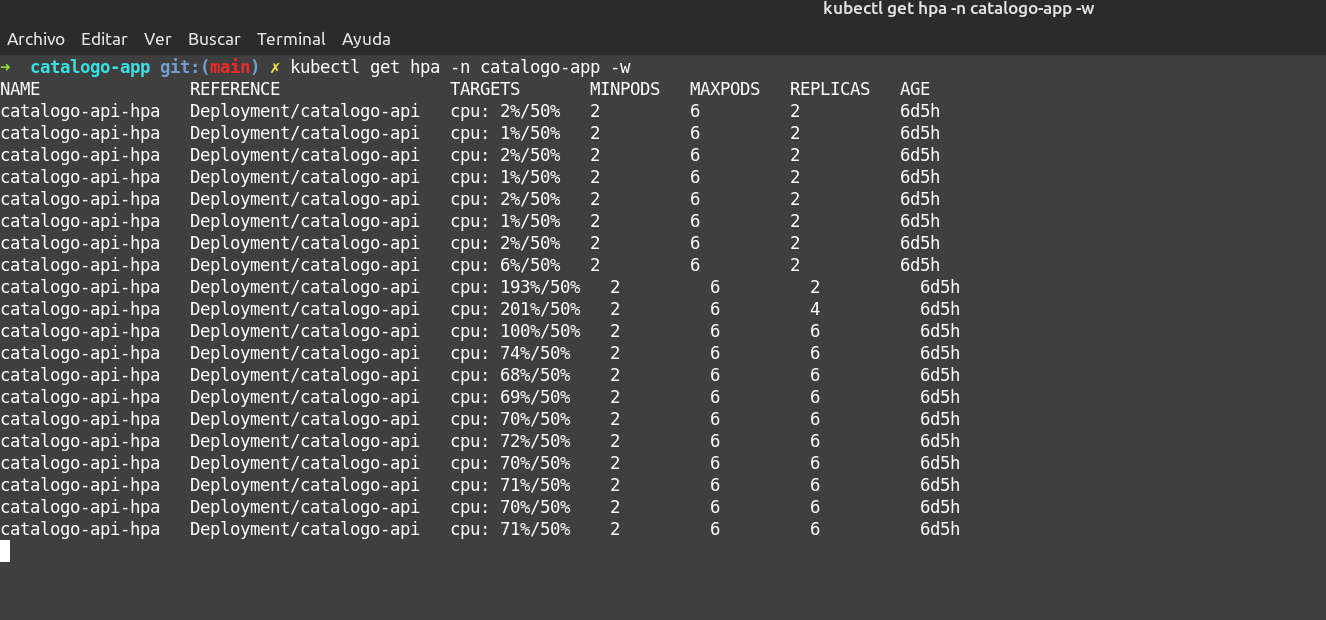 kubectl get hpa -n catalogo-app -w
Archivo Editar Ver Buscar Terminal Ayuda
→ catalogo-app git:(main) ✗ kubectl get hpa -n catalogo-app -w
NAME REFERENCE TARGETS MINPODS MAXPODS REPLICAS AGE
catalogo-api-hpa Deployment/catalogo-api cpu: 2%/50% 2 6 2 6d5h
catalogo-api-hpa Deployment/catalogo-api cpu: 1%/50% 2 6 2 6d5h
catalogo-api-hpa Deployment/catalogo-api cpu: 2%/50% 2 6 2 6d5h
catalogo-api-hpa Deployment/catalogo-api cpu: 1%/50% 2 6 2 6d5h
catalogo-api-hpa Deployment/catalogo-api cpu: 2%/50% 2 6 2 6d5h
catalogo-api-hpa Deployment/catalogo-api cpu: 1%/50% 2 6 2 6d5h
catalogo-api-hpa Deployment/catalogo-api cpu: 2%/50% 2 6 2 6d5h
catalogo-api-hpa Deployment/catalogo-api cpu: 6%/50% 2 6 2 6d5h
catalogo-api-hpa Deployment/catalogo-api cpu: 193%/50% 2 6 2 6d5h
catalogo-api-hpa Deployment/catalogo-api cpu: 201%/50% 2 6 4 6d5h
catalogo-api-hpa Deployment/catalogo-api cpu: 100%/50% 2 6 6 6d5h
catalogo-api-hpa Deployment/catalogo-api cpu: 74%/50% 2 6 6 6d5h
catalogo-api-hpa Deployment/catalogo-api cpu: 68%/50% 2 6 6 6d5h
catalogo-api-hpa Deployment/catalogo-api cpu: 69%/50% 2 6 6 6d5h
catalogo-api-hpa Deployment/catalogo-api cpu: 70%/50% 2 6 6 6d5h
catalogo-api-hpa Deployment/catalogo-api cpu: 72%/50% 2 6 6 6d5h
catalogo-api-hpa Deployment/catalogo-api cpu: 70%/50% 2 6 6 6d5h
catalogo-api-hpa Deployment/catalogo-api cpu: 71%/50% 2 6 6 6d5h
catalogo-api-hpa Deployment/catalogo-api cpu: 70%/50% 2 6 6 6d5h
catalogo-api-hpa Deployment/catalogo-api cpu: 71%/50% 2 6 6 6d5h